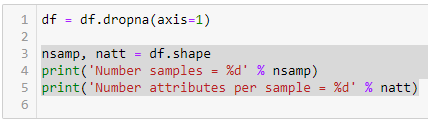 1 df = df.dropna(axis=1)
2
3 nsamp, natt = df.shape
4 print('Number samples = %d' % nsamp)
5 print('Number attributes per sample = %d' % natt)
6